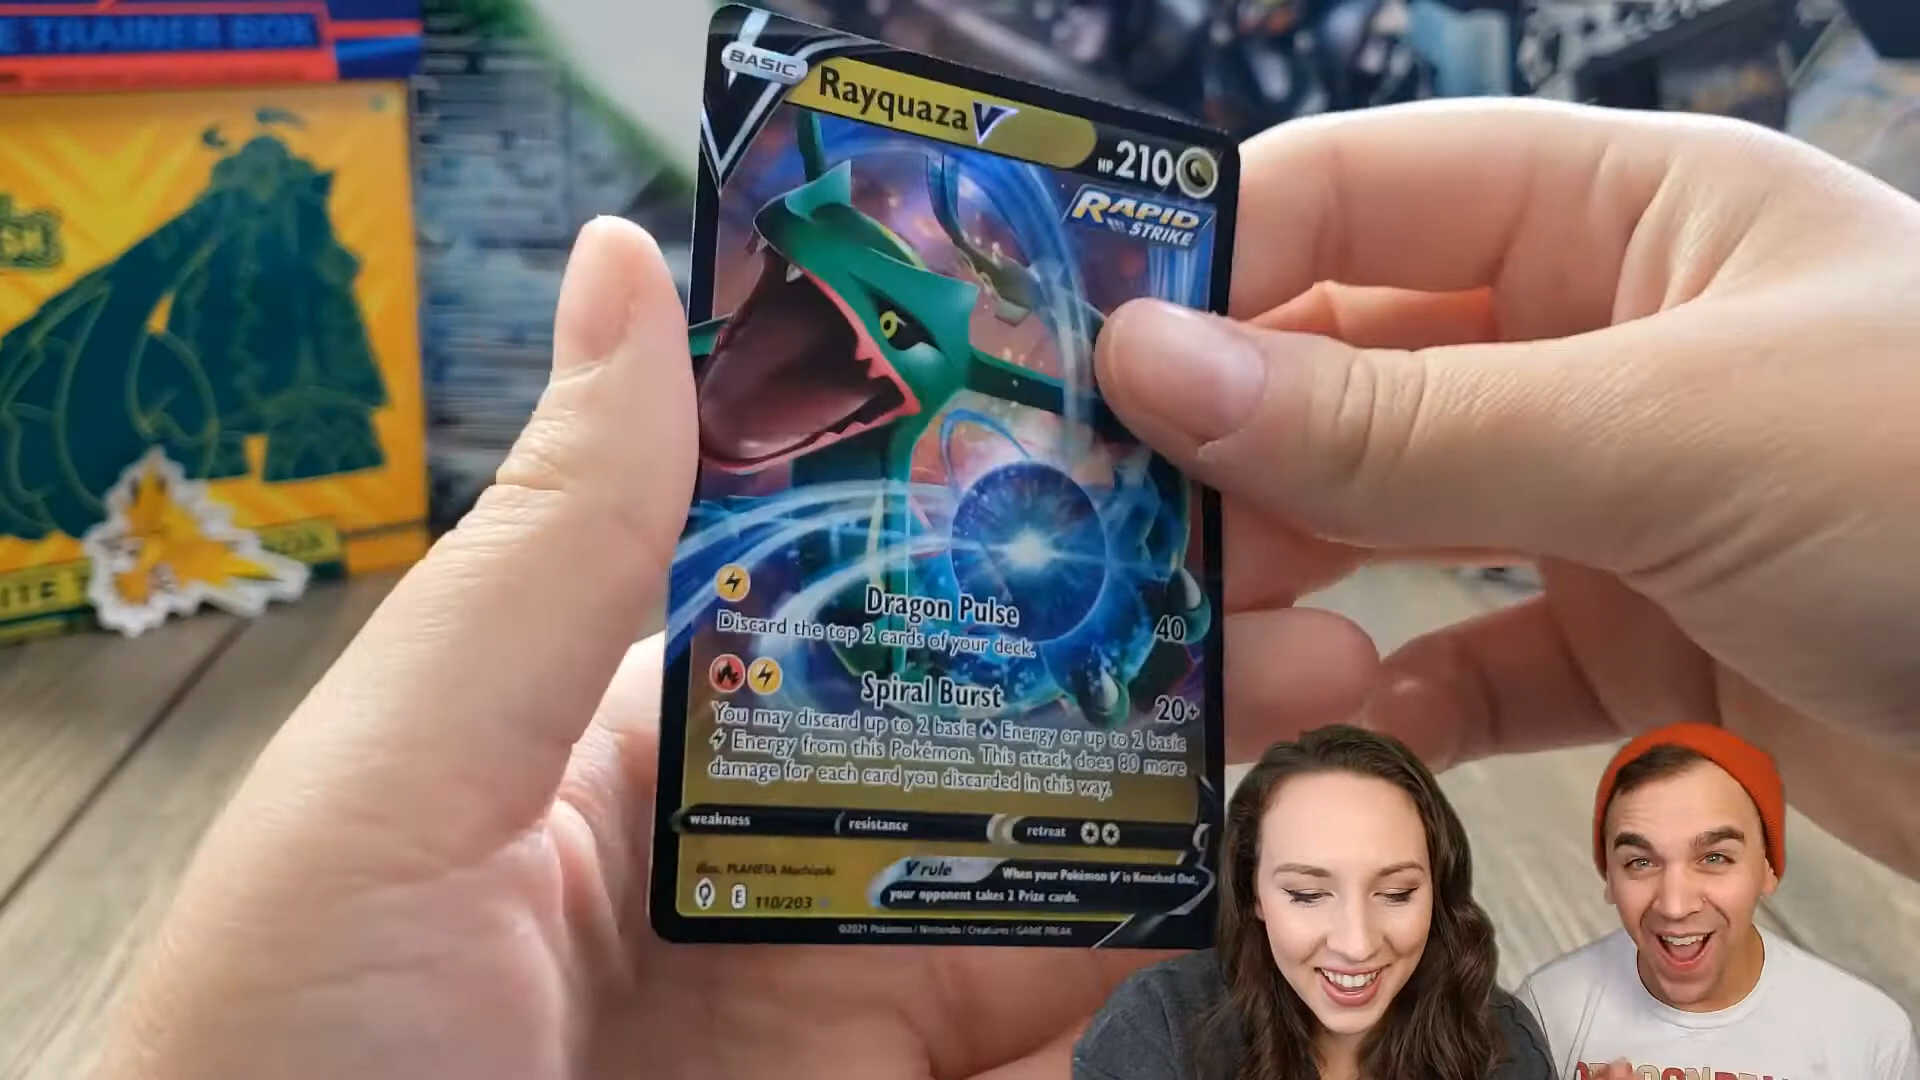 E TRAINER BOX
BASIC
Rayquaza V
HP 210
RAPID
STRIKE
Dragon Pulse
40
Discard the top 2 cards of your deck.
Spiral Burst
20+
You may discard up to 2 basic Energy or up to 2 basic
Energy from this Pokémon. This attack does 80 more
damage for each card you discarded in this way.
weakness
resistance
retreat
Illus. PLANETA Mochizuki
V rule
When your Pokémon V is Knocked Out,
your opponent takes 2 Prize cards.
E
110/203
©2021 Pokémon / Nintendo / Creatures / GAME FREAK
ITE T